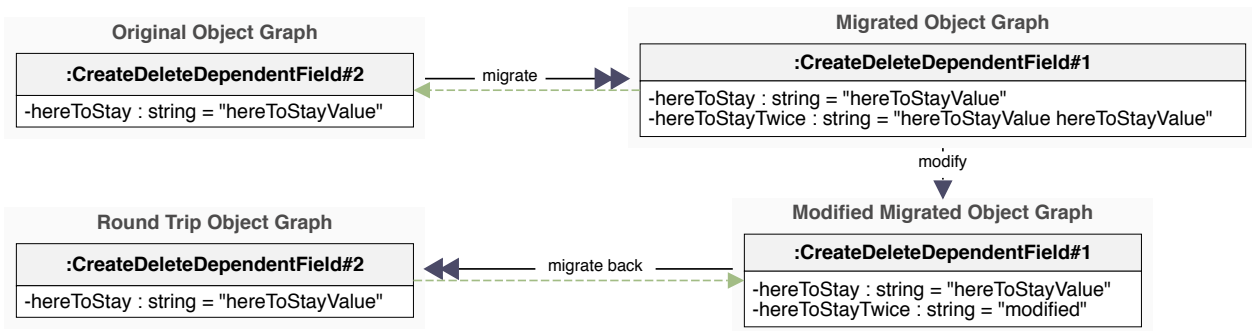 Original Object Graph
:CreateDeleteDependentField#2
-hereToStay : string = "hereToStayValue"
migrate
Migrated Object Graph
:CreateDeleteDependentField#1
-hereToStay : string = "hereToStayValue"
-hereToStayTwice : string = "hereToStayValue hereToStayValue"
modify
Modified Migrated Object Graph
:CreateDeleteDependentField#1
-hereToStay : string = "hereToStayValue"
-hereToStayTwice : string = "modified"
migrate back
Round Trip Object Graph
:CreateDeleteDependentField#2
-hereToStay : string = "hereToStayValue"